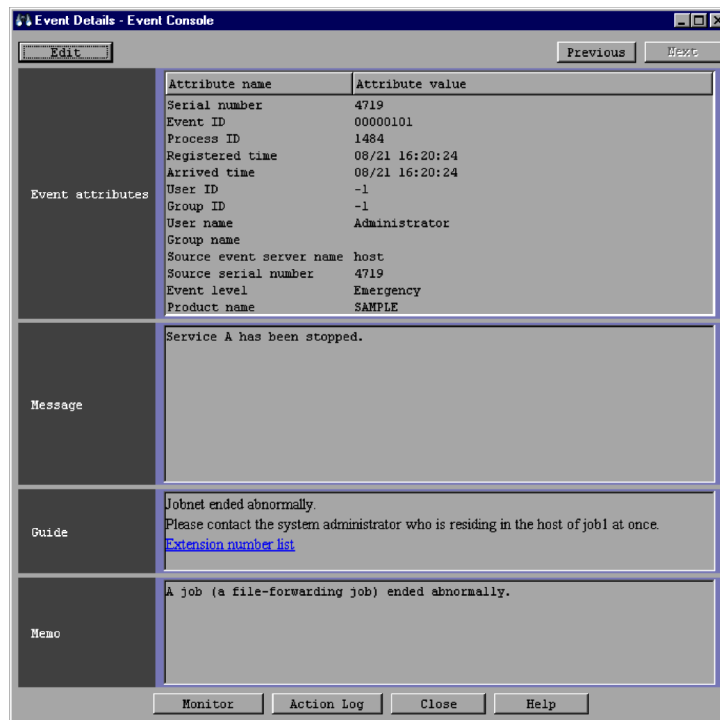 Event Details - Event Console
Edit Previous Next
Attribute name Attribute value
Serial number 4719
Event ID 00000101
Process ID 1484
Registered time 08/21 16:20:24
Arrived time 08/21 16:20:24
User ID -1
Group ID -1
User name Administrator
Group name
Source event server name host
Source serial number 4719
Event level Emergency
Product name SAMPLE
Event attributes
Message
Service A has been stopped.
Guide
Jobnet ended abnormally.
Please contact the system administrator who is residing in the host of job1 at once.
Extension number list
Memo
A job (a file-forwarding job) ended abnormally.
Monitor Action Log Close Help